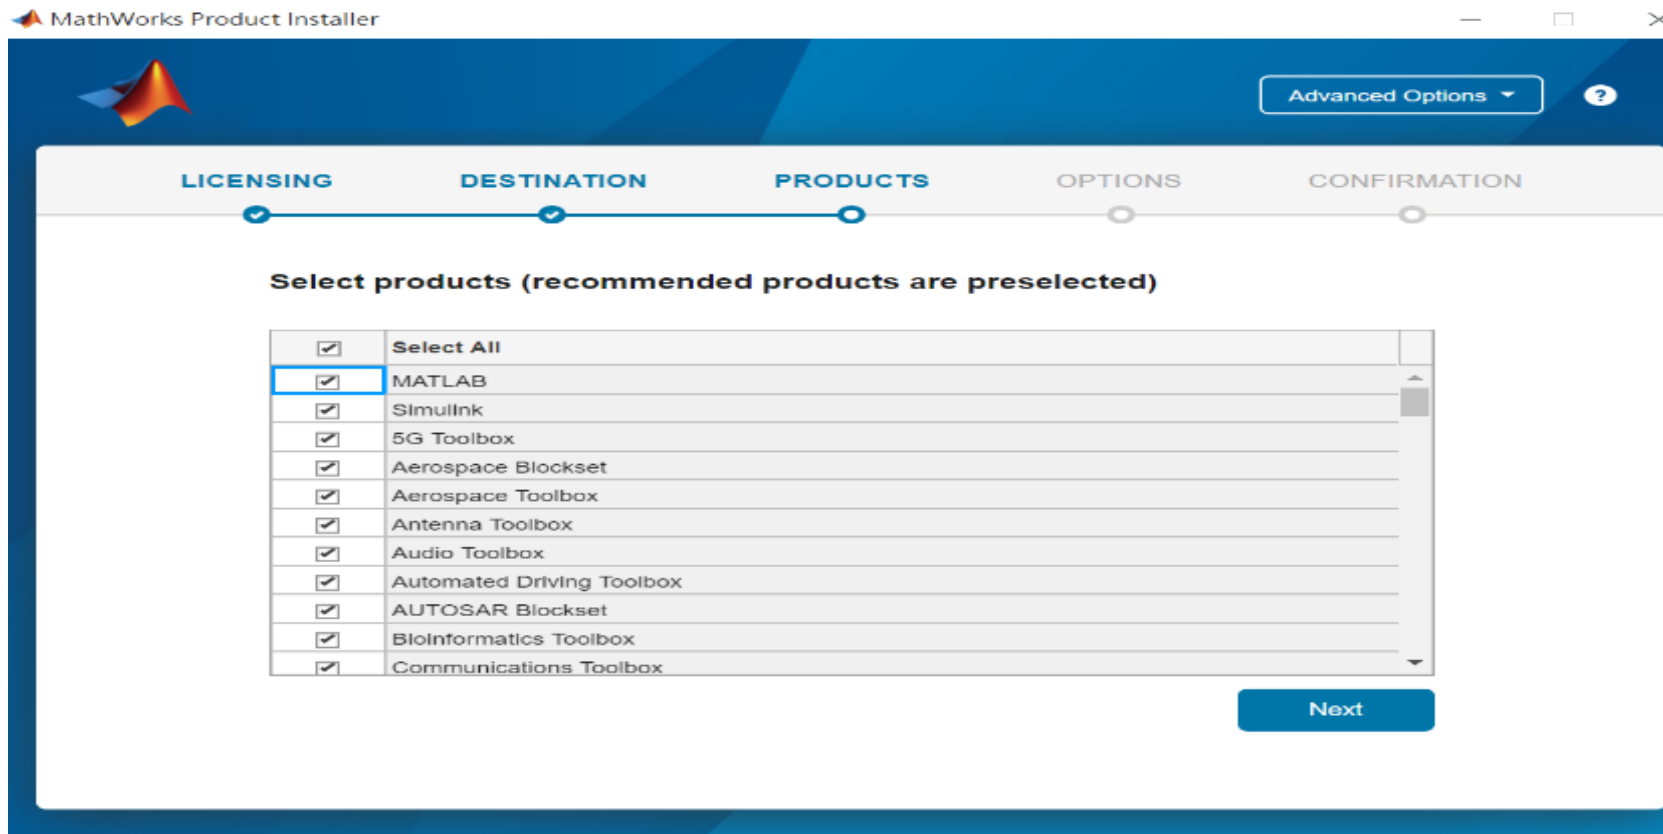 MathWorks Product Installer
Advanced Options
?
LICENSING DESTINATION PRODUCTS OPTIONS CONFIRMATION
Select products (recommended products are preselected)
Select All
MATLAB
Simulink
5G Toolbox
Aerospace Blockset
Aerospace Toolbox
Antenna Toolbox
Audio Toolbox
Automated Driving Toolbox
AUTOSAR Blockset
Bioinformatics Toolbox
Communications Toolbox
Next